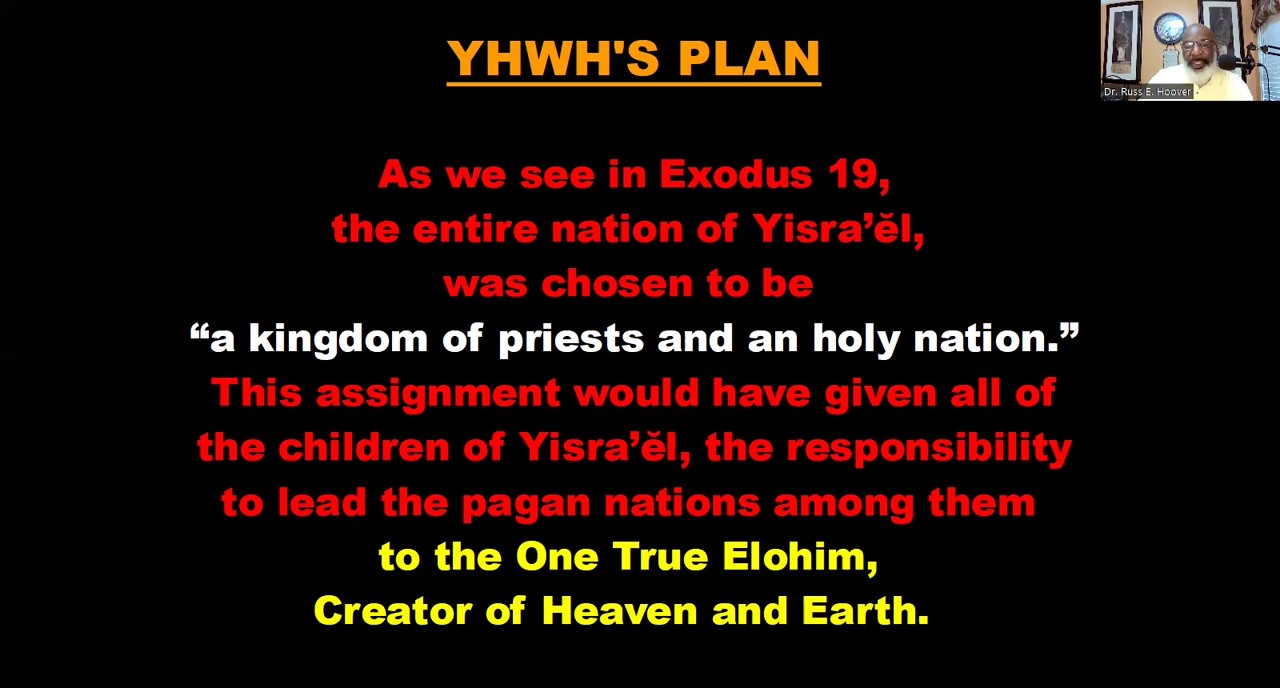 YHWH'S PLAN
Dr. Russ E. Hoover
As we see in Exodus 19,
the entire nation of Yisra’ĕl,
was chosen to be
“a kingdom of priests and an holy nation.”
This assignment would have given all of
the children of Yisra’ĕl, the responsibility
to lead the pagan nations among them
to the One True Elohim,
Creator of Heaven and Earth.